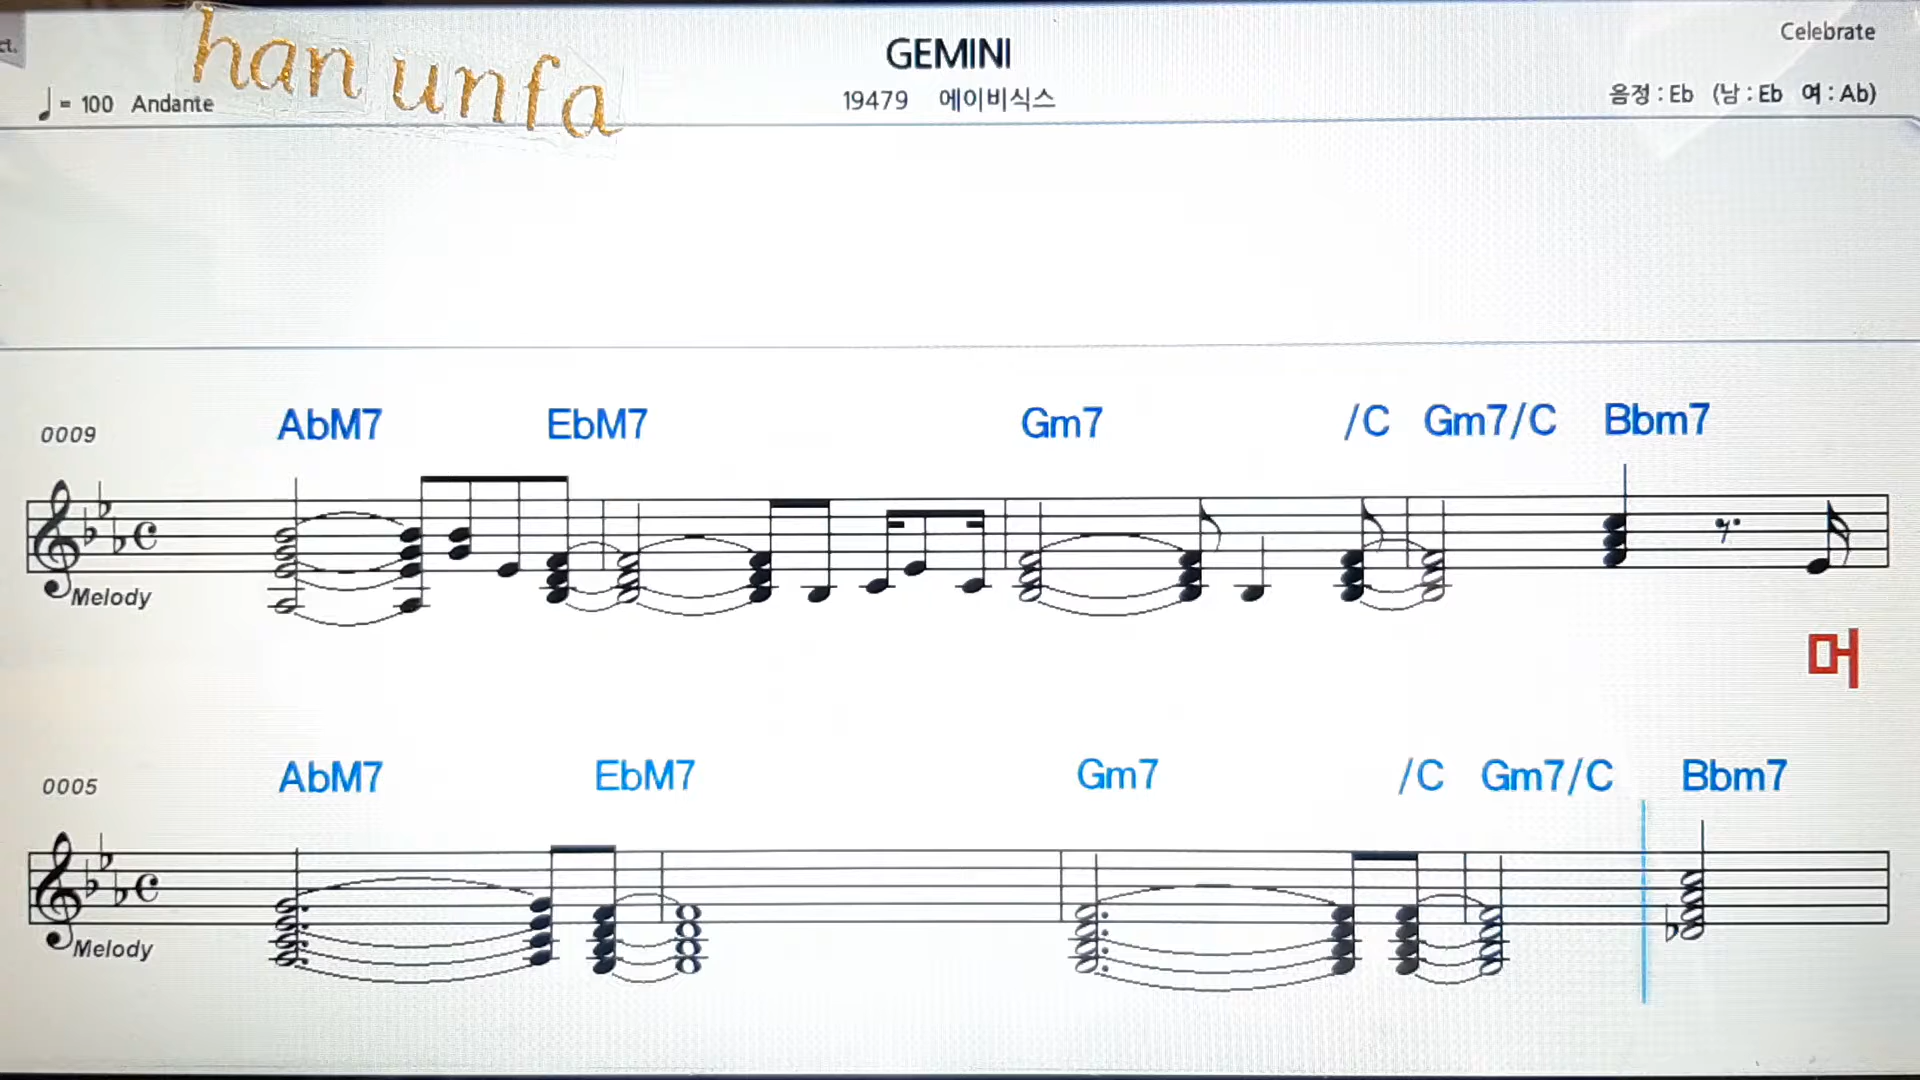 ct.
han unfa
GEMINI
Celebrate
♩= 100 Andante
19479 에이비식스
음정 : Eb (남 : Eb 여 : Ab)
0009
AbM7 EbM7 Gm7 /C Gm7/C Bbm7
Melody
머
0005
AbM7 EbM7 Gm7 /C Gm7/C Bbm7
Melody